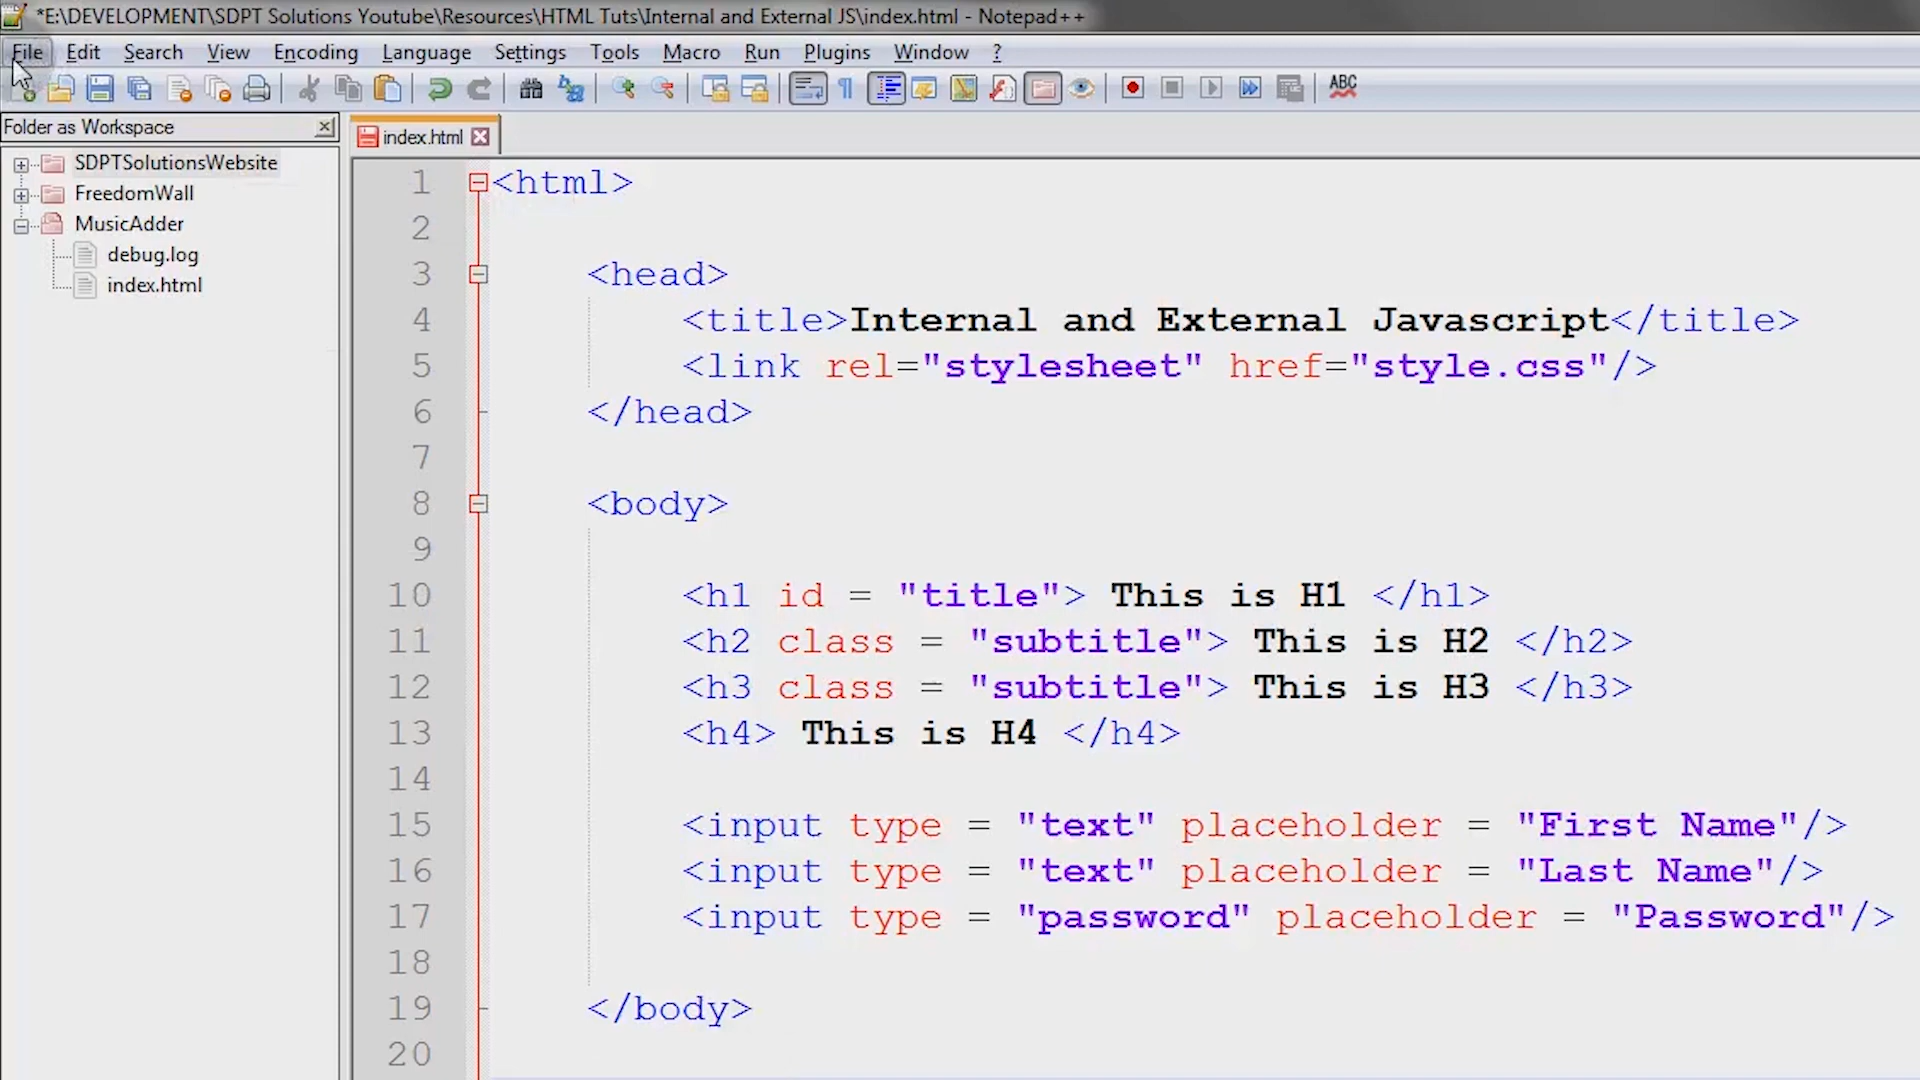 *E:\DEVELOPMENT\SDPT Solutions Youtube\Resources\HTML Tuts\Internal and External JS\index.html - Notepad++
File Edit Search View Encoding Language Settings Tools Macro Run Plugins Window ?
ABC
Folder as Workspace
SDPTSolutionsWebsite
FreedomWall
MusicAdder
debug.log
index.html
index.html
1 <html>
2
3 <head>
4 <title>Internal and External Javascript</title>
5 <link rel="stylesheet" href="style.css"/>
6 </head>
7
8 <body>
9
10 <h1 id = "title"> This is H1 </h1>
11 <h2 class = "subtitle"> This is H2 </h2>
12 <h3 class = "subtitle"> This is H3 </h3>
13 <h4> This is H4 </h4>
14
15 <input type = "text" placeholder = "First Name"/>
16 <input type = "text" placeholder = "Last Name"/>
17 <input type = "password" placeholder = "Password"/>
18
19 </body>
20